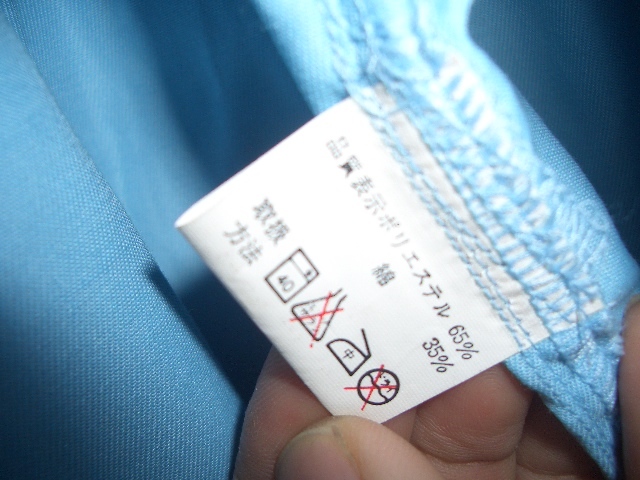 品質表示ポリエステル 65%
綿 35%
取扱
方法
40
中